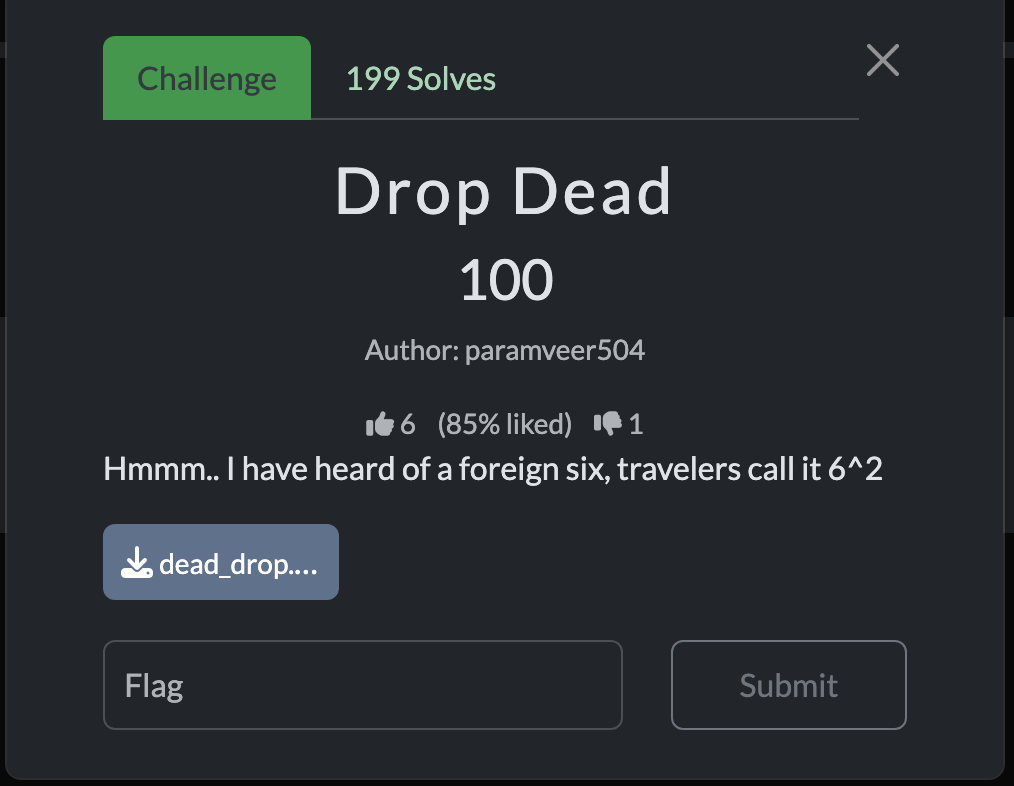 Challenge
199 Solves
Drop Dead
100
Author: paramveer504
6 (85% liked) 1
Hmmm.. I have heard of a foreign six, travelers call it 6^2
dead_drop....
Flag
Submit